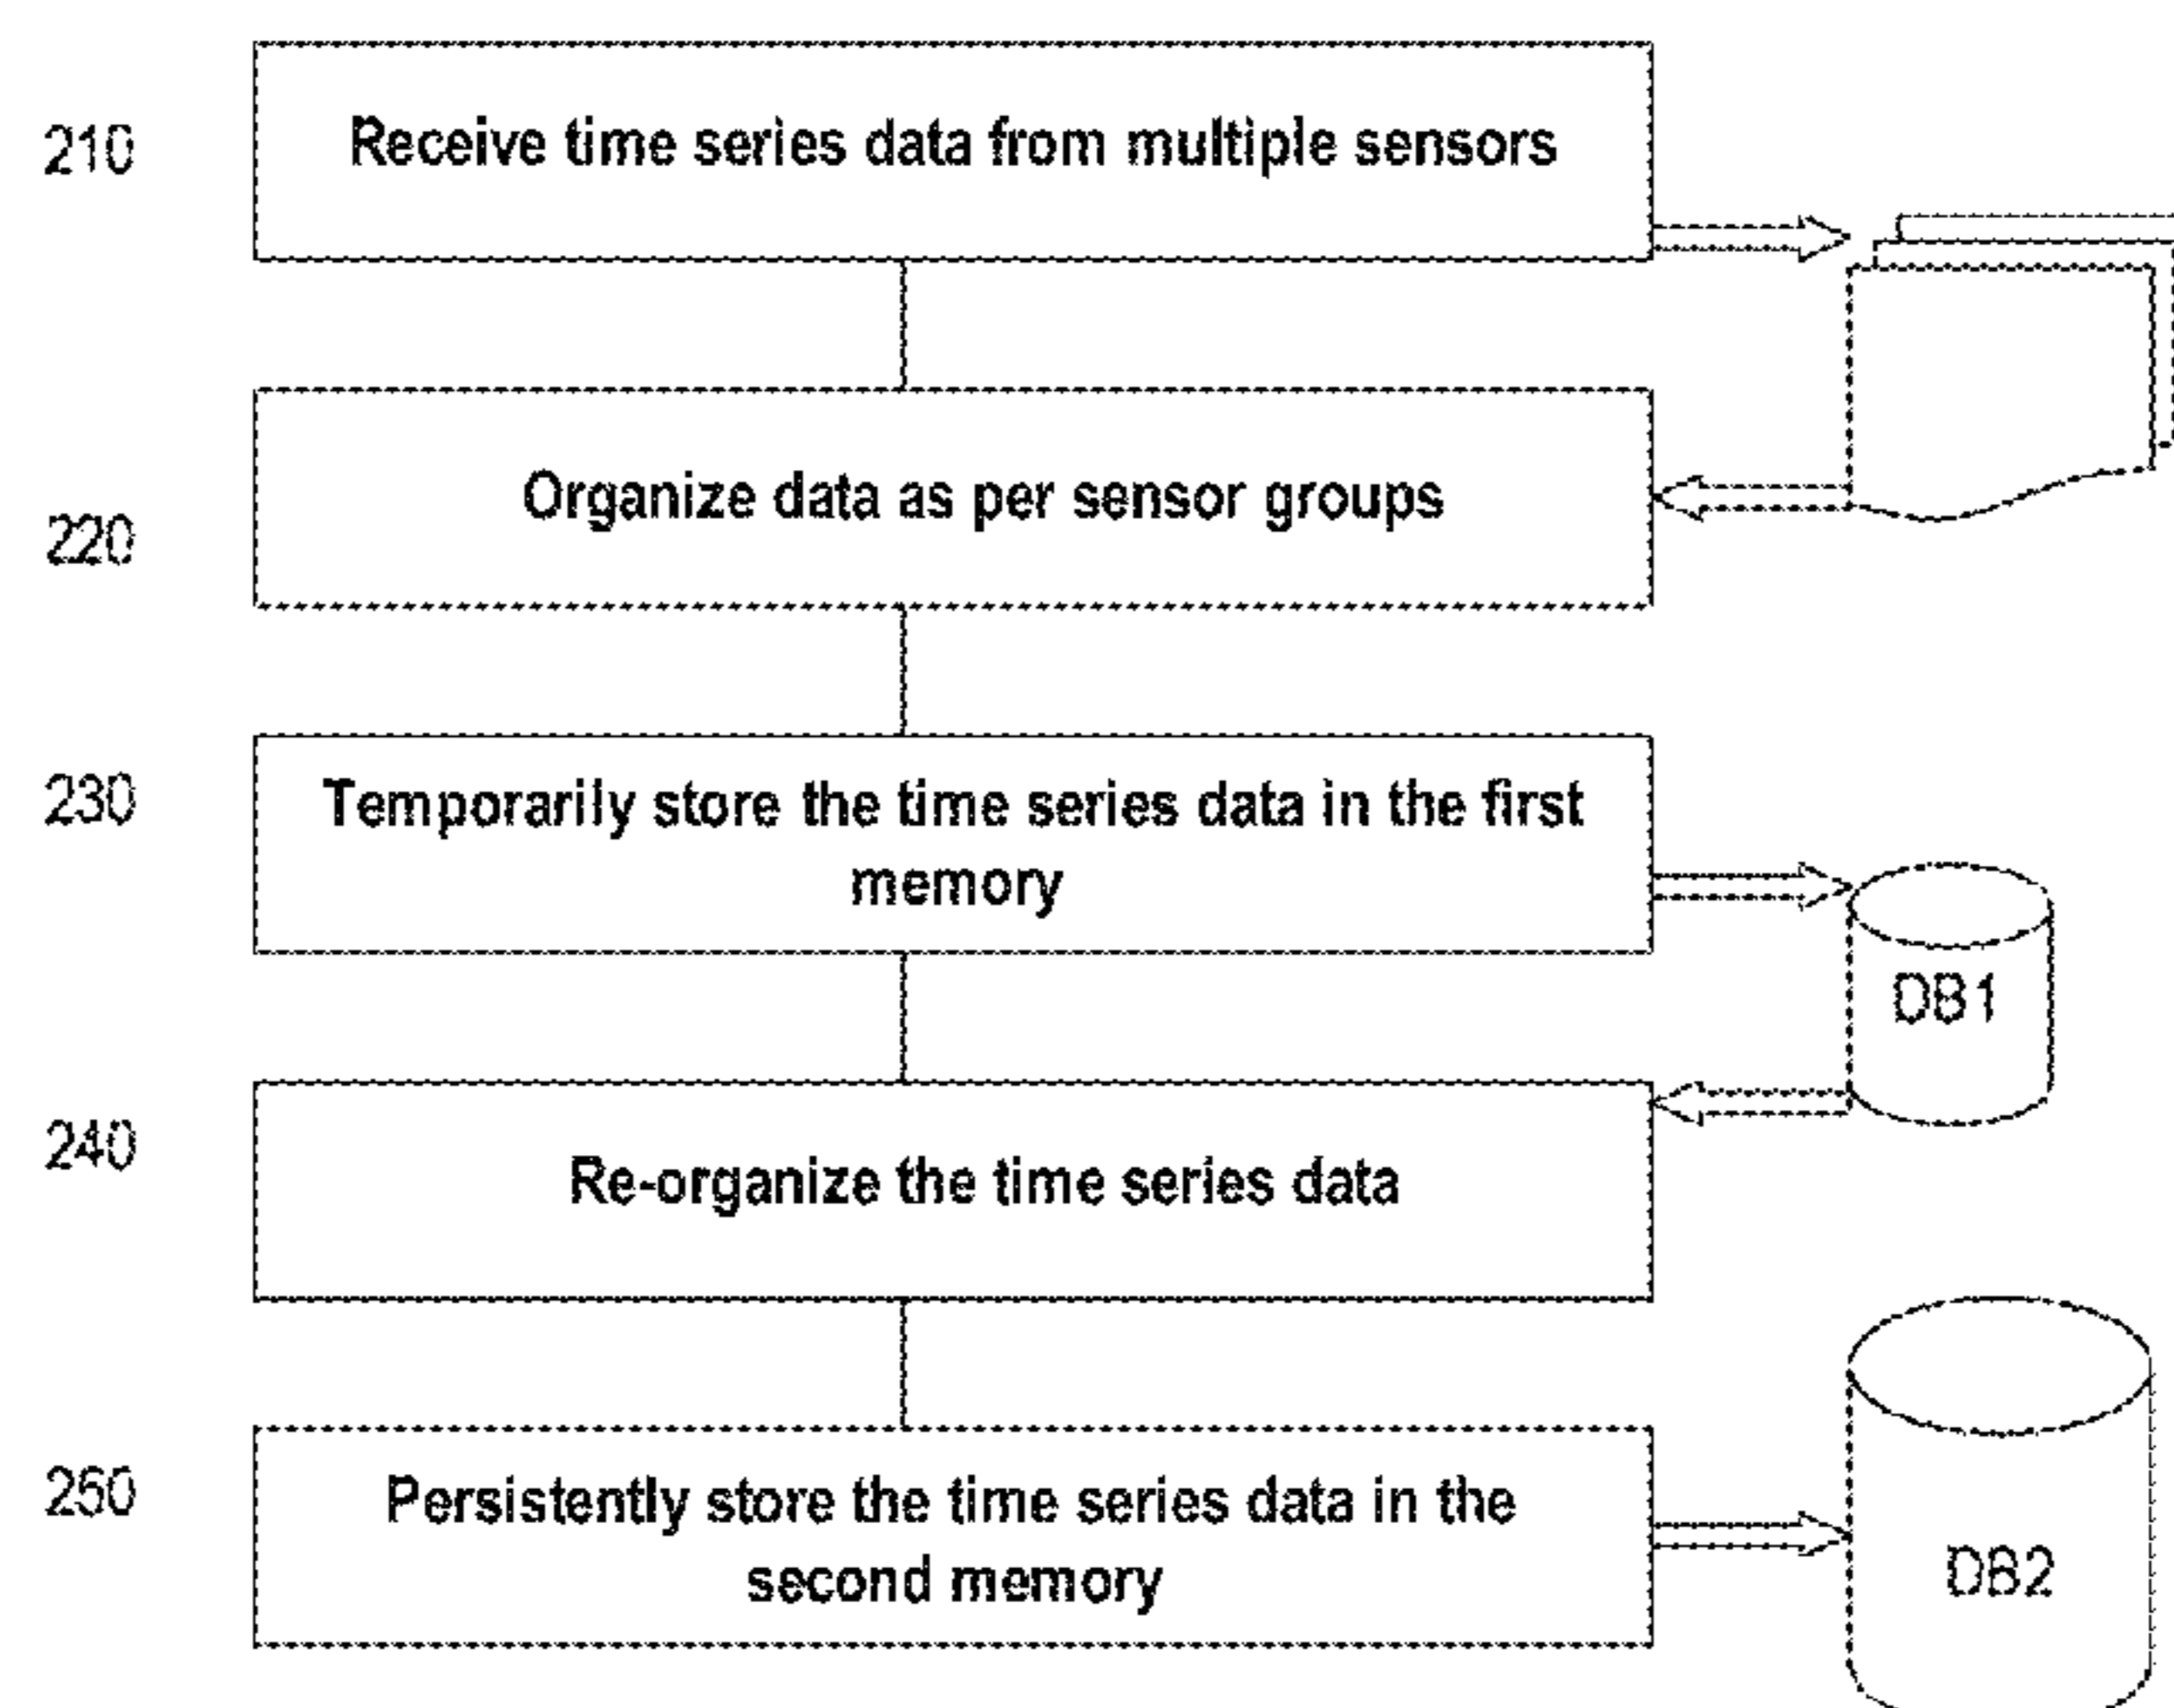 210
Receive time series data from multiple sensors
220
Organize data as per sensor groups
230
Temporarily store the time series data in the first
memory
DB1
240
Re-organize the time series data
250
Persistently store the time series data in the
second memory
DB2